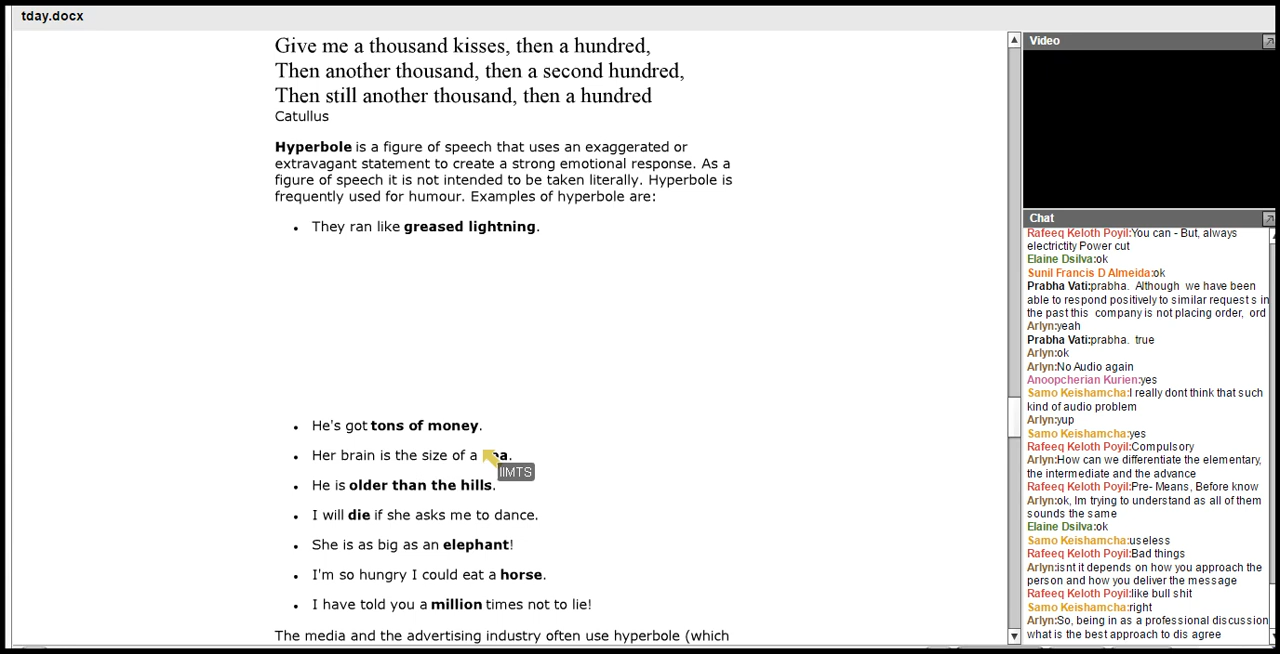 tday.docx
Give me a thousand kisses, then a hundred,
Then another thousand, then a second hundred,
Then still another thousand, then a hundred
Catullus
Hyperbole is a figure of speech that uses an exaggerated or
extravagant statement to create a strong emotional response. As a
figure of speech it is not intended to be taken literally. Hyperbole is
frequently used for humour. Examples of hyperbole are:
• They ran like greased lightning.
• He's got tons of money.
• Her brain is the size of a
IIMTS
• He is older than the hills.
• I will die if she asks me to dance.
• She is as big as an elephant!
• I'm so hungry I could eat a horse.
• I have told you a million times not to lie!
The media and the advertising industry often use hyperbole (which
Video
Chat
Rafeeq Keloth Poyil:You can - But, always
electrictity Power cut
Elaine Dsilva:ok
Sunil Francis D Almeida:ok
Prabha Vati:prabha. Although we have been
able to respond positively to similar request s in
the past this company is not placing order, ord
Arlyn:yeah
Prabha Vati:prabha. true
Arlyn:ok
Arlyn:No Audio again
Anoopcherian Kurien:yes
Samo Keishamcha:I really dont think that such
kind of audio problem
Arlyn:yup
Samo Keishamcha:yes
Rafeeq Keloth Poyil:Compulsory
Arlyn:How can we differentiate the elementary,
the intermediate and the advance
Rafeeq Keloth Poyil:Pre- Means, Before know
Arlyn:ok, Im trying to understand as all of them
sounds the same
Elaine Dsilva:ok
Samo Keishamcha:useless
Rafeeq Keloth Poyil:Bad things
Arlyn:isnt it depends on how you approach the
person and how you deliver the message
Rafeeq Keloth Poyil:like bull shit
Samo Keishamcha:right
Arlyn:So, being in as a professional discussion
what is the best approach to dis agree